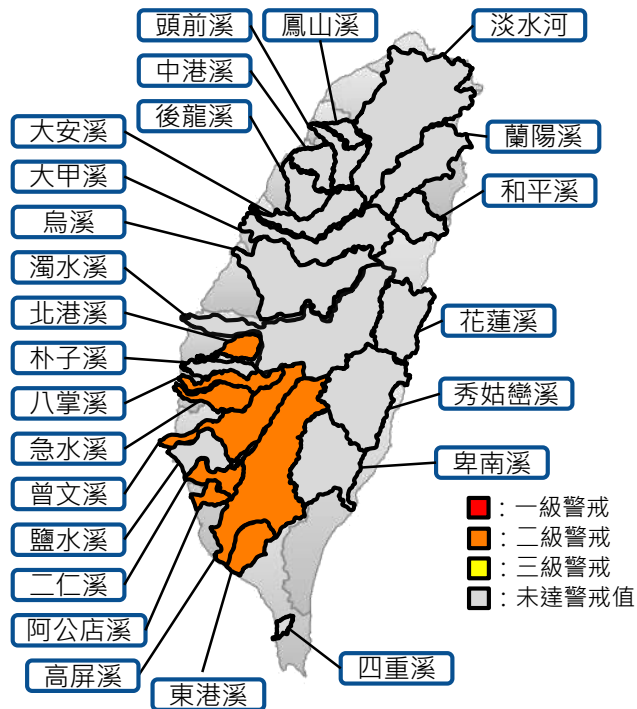 頭前溪
鳳山溪
淡水河
中港溪
後龍溪
大安溪
蘭陽溪
大甲溪
和平溪
烏溪
濁水溪
北港溪
花蓮溪
朴子溪
八掌溪
秀姑巒溪
急水溪
卑南溪
曾文溪
鹽水溪
二仁溪
阿公店溪
高屏溪
東港溪
四重溪
：一級警戒
：二級警戒
：三級警戒
：未達警戒值